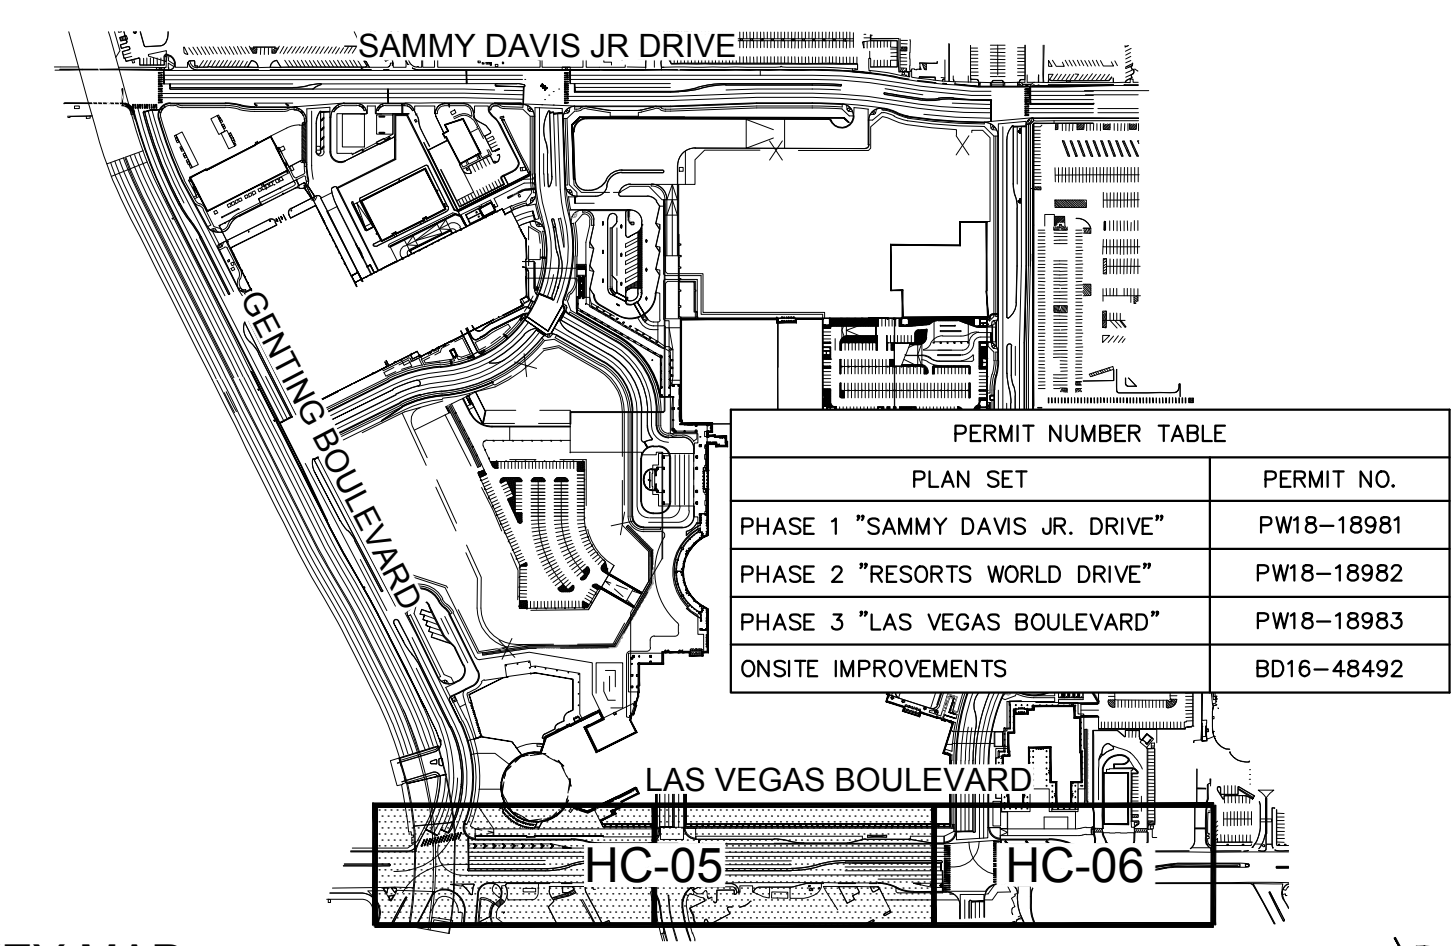 SAMMY DAVIS JR DRIVE
GENTING BOULEVARD
PERMIT NUMBER TABLE
PLAN SET PERMIT NO.
PHASE 1 "SAMMY DAVIS JR. DRIVE" PW18-18981
PHASE 2 "RESORTS WORLD DRIVE" PW18-18982
PHASE 3 "LAS VEGAS BOULEVARD" PW18-18983
ONSITE IMPROVEMENTS BD16-48492
LAS VEGAS BOULEVARD
HC-05 HC-06